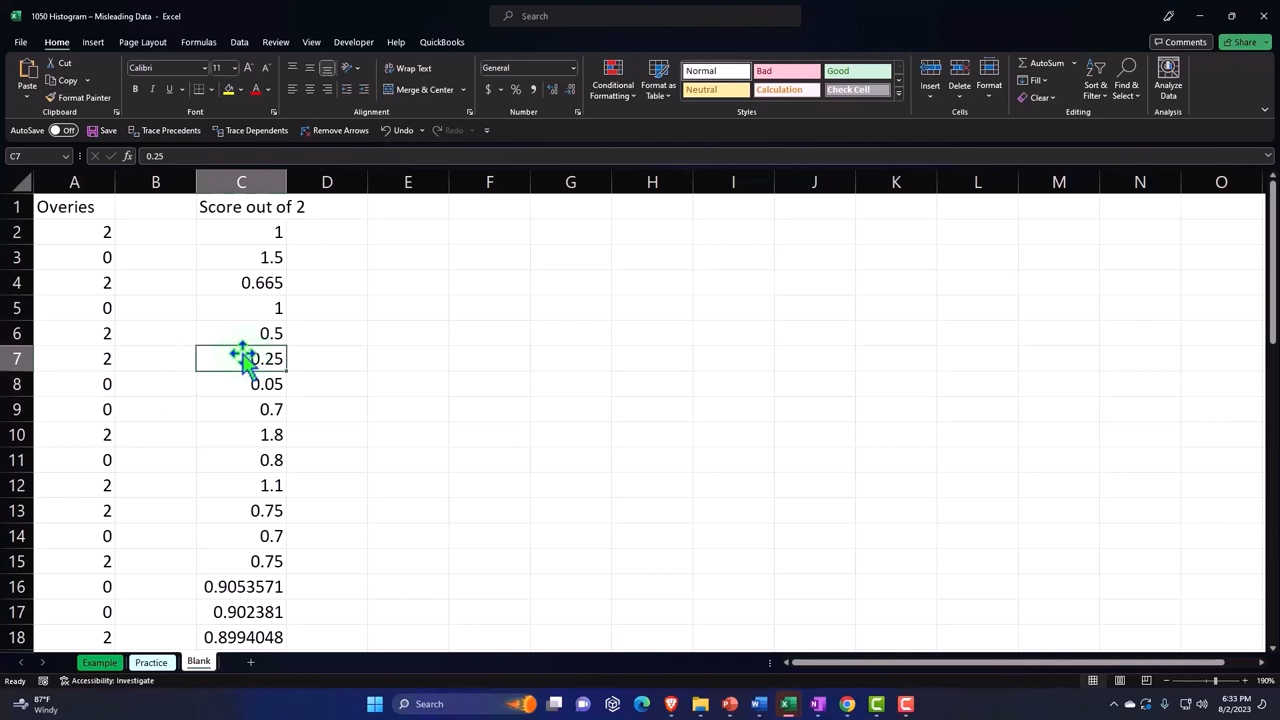 1050 Histogram – Misleading Data - Excel
Search
File Home Insert Page Layout Formulas Data Review View Developer Help QuickBooks Comments Share
Paste Cut Copy Format Painter Clipboard
Calibri 11 B I U Font
Wrap Text Merge & Center Alignment
General $ % Number
Conditional Formatting Format as Table
Normal Bad Good
Neutral Calculation Check Cell
Styles
Insert Delete Format Cells
AutoSum Fill Clear Sort & Filter Find & Select Editing
Analyze Data Analysis
AutoSave Off Save Trace Precedents Trace Dependents Remove Arrows Undo Redo
C7 fx 0.25
A B C D E F G H I J K L M N O
1 Overies Score out of 2
2 2 1
3 0 1.5
4 2 0.665
5 0 1
6 2 0.5
7 2 0.25
8 0 0.05
9 0 0.7
10 2 1.8
11 0 0.8
12 2 1.1
13 2 0.75
14 0 0.7
15 2 0.75
16 0 0.9053571
17 0 0.902381
18 2 0.8994048
Example Practice Blank
Ready Accessibility: Investigate 190%
87°F
Windy
Search
6:33 PM
8/2/2023